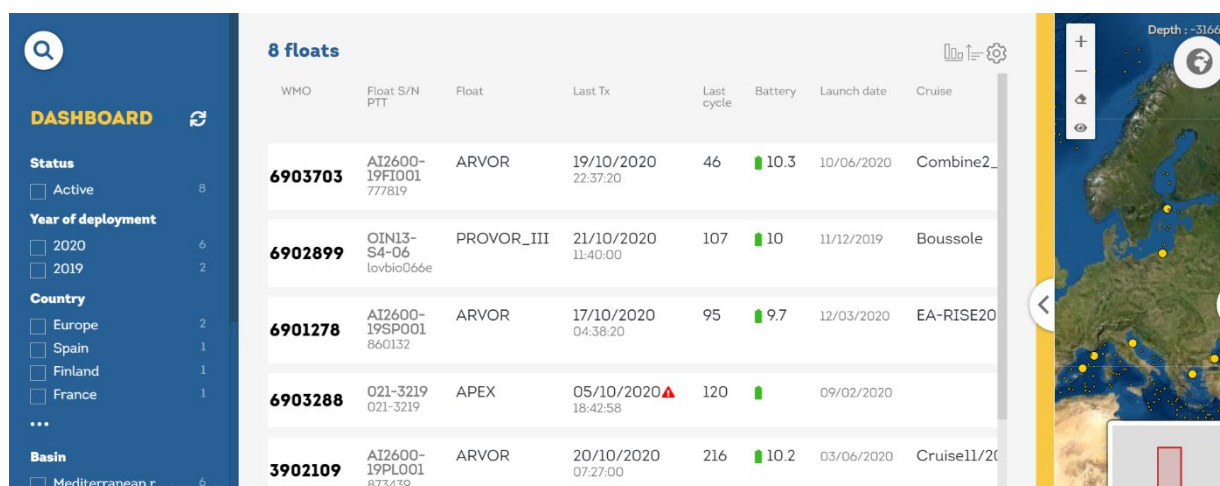 8 floats
DASHBOARD
Status
Active 8
Year of deployment
2020 6
2019 2
Country
Europe 2
Spain 1
Finland 1
France 1
...
Basin
Mediterranean r 6
WMO Float S/N PTT Float Last Tx Last cycle Battery Launch date Cruise
6903703 AI2600-19FI001 777819 ARVOR 19/10/2020 22:37:20 46 10.3 10/06/2020 Combine2_
6902899 OIN13-S4-06 lovbio066e PROVOR_III 21/10/2020 11:40:00 107 10 11/12/2019 Boussole
6901278 AI2600-19SP001 860132 ARVOR 17/10/2020 04:38:20 95 9.7 12/03/2020 EA-RISE20
6903288 021-3219 021-3219 APEX 05/10/2020 18:42:58 120 09/02/2020
3902109 AI2600-19PL001 873439 ARVOR 20/10/2020 07:27:00 216 10.2 03/06/2020 Cruise11/20
Depth : -3166